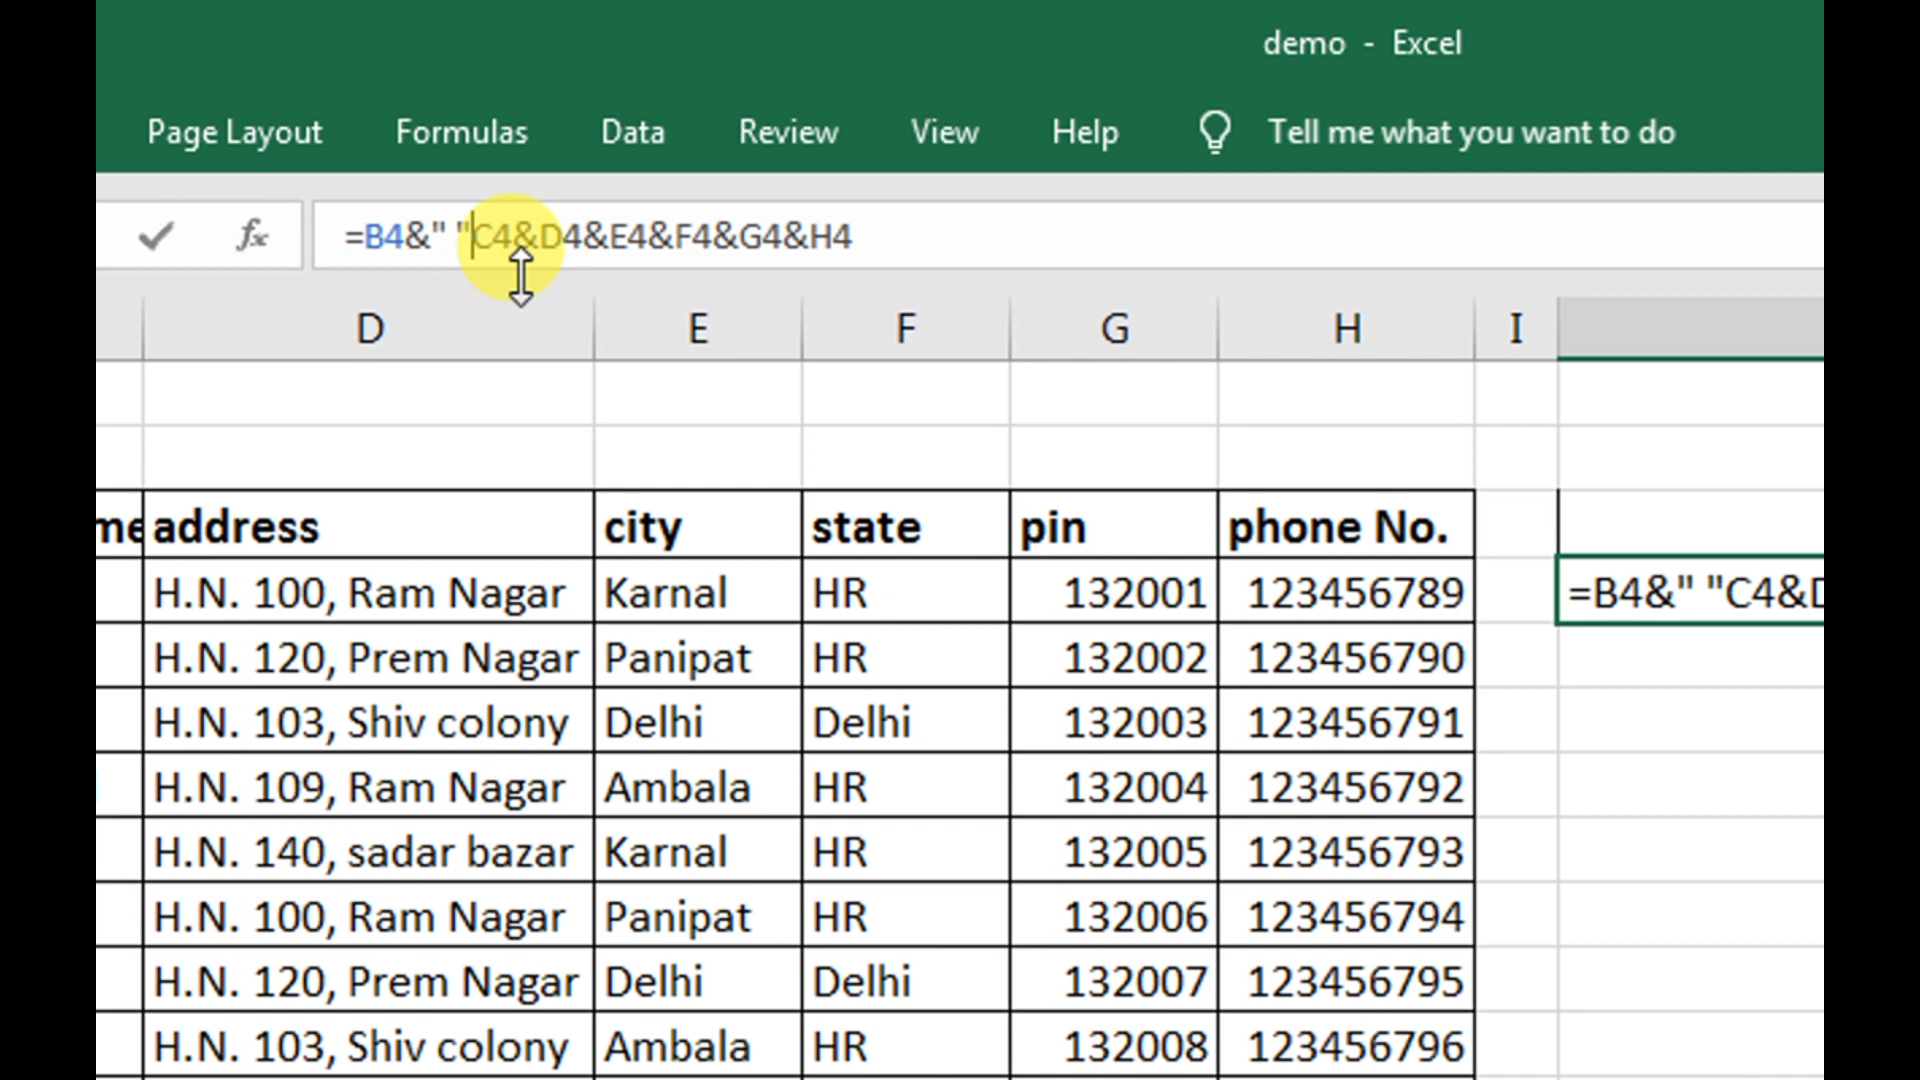 demo - Excel
Page Layout Formulas Data Review View Help Tell me what you want to do
fx =B4&" "C4&D4&E4&F4&G4&H4
D E F G H I
me address city state pin phone No.
H.N. 100, Ram Nagar Karnal HR 132001 123456789 =B4&" "C4&D
H.N. 120, Prem Nagar Panipat HR 132002 123456790
H.N. 103, Shiv colony Delhi Delhi 132003 123456791
H.N. 109, Ram Nagar Ambala HR 132004 123456792
H.N. 140, sadar bazar Karnal HR 132005 123456793
H.N. 100, Ram Nagar Panipat HR 132006 123456794
H.N. 120, Prem Nagar Delhi Delhi 132007 123456795
H.N. 103, Shiv colony Ambala HR 132008 123456796